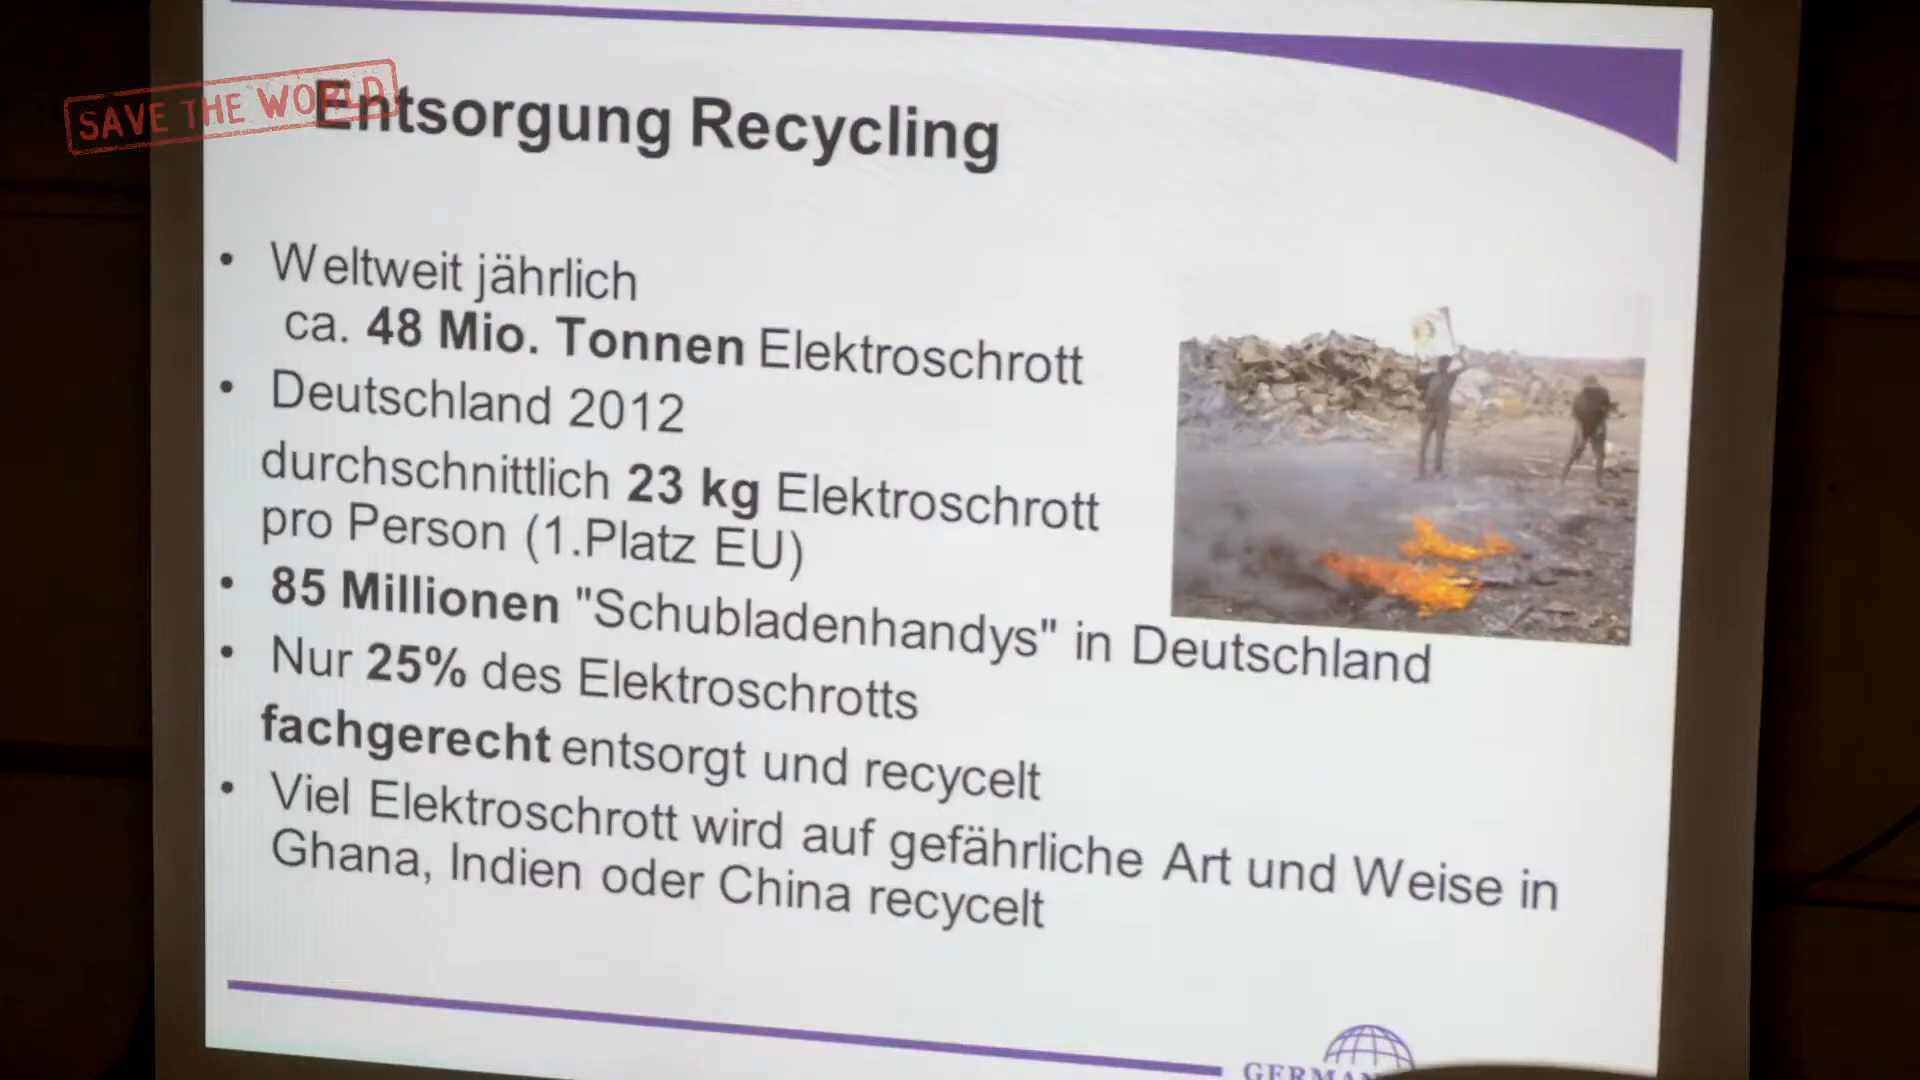 SAVE THE WORLD
Entsorgung Recycling
• Weltweit jährlich
ca. 48 Mio. Tonnen Elektroschrott
• Deutschland 2012
durchschnittlich 23 kg Elektroschrott
pro Person (1.Platz EU)
• 85 Millionen "Schubladenhandys" in Deutschland
• Nur 25% des Elektroschrotts
fachgerecht entsorgt und recycelt
• Viel Elektroschrott wird auf gefährliche Art und Weise in
Ghana, Indien oder China recycelt